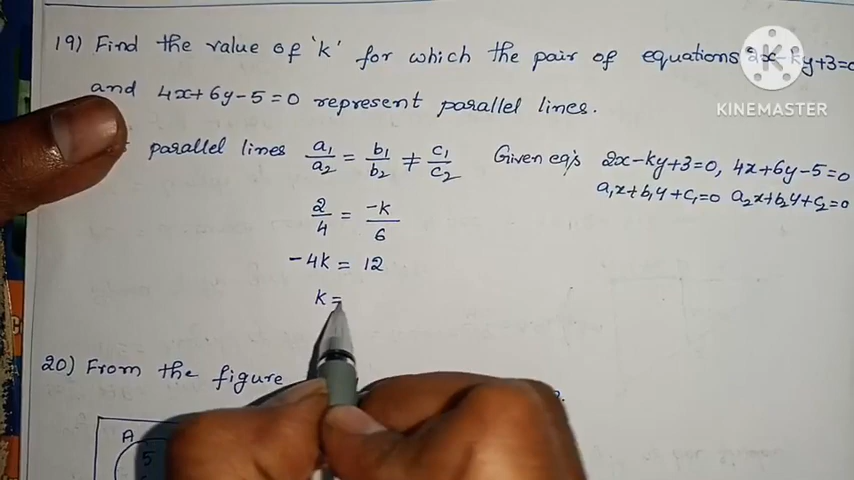 19) Find the value of 'k' for which the pair of equations 2x-ky+3=0
and 4x+6y-5=0 represent parallel lines.
K
KINEMASTER
parallel lines a₁/a₂ = b₁/b₂ ≠ c₁/c₂ Given eq's 2x-ky+3=0, 4x+6y-5=0
a₁x+b₁y+c₁=0 a₂x+b₂y+c₂=0
2/4 = -k/6
-4k = 12
k =
20) From the figure
A
5